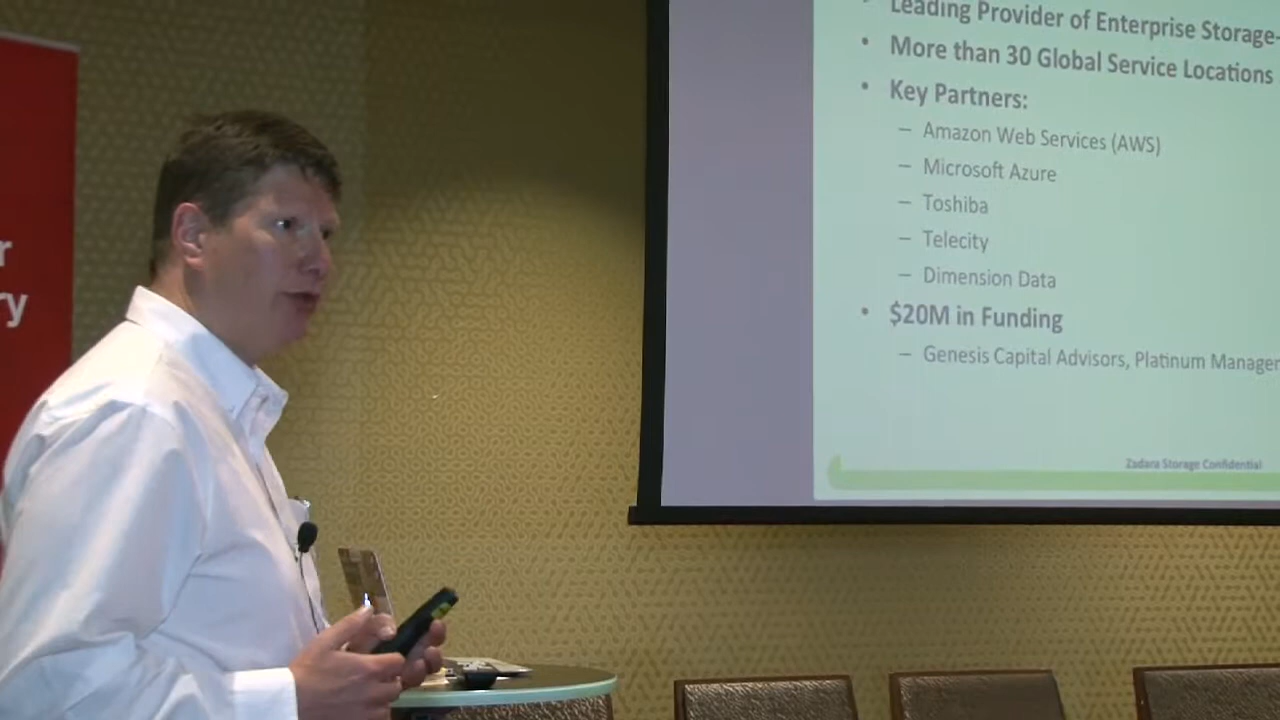 r
ry
• Leading Provider of Enterprise Storage-
• More than 30 Global Service Locations
• Key Partners:
– Amazon Web Services (AWS)
– Microsoft Azure
– Toshiba
– Telecity
– Dimension Data
• $20M in Funding
– Genesis Capital Advisors, Platinum Manager
Zadara Storage Confidential